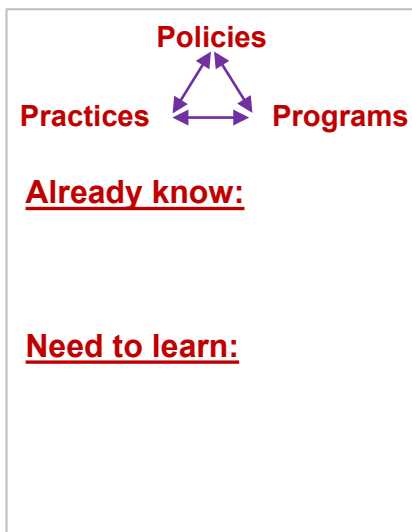 Policies
Practices Programs
Already know:
Need to learn: